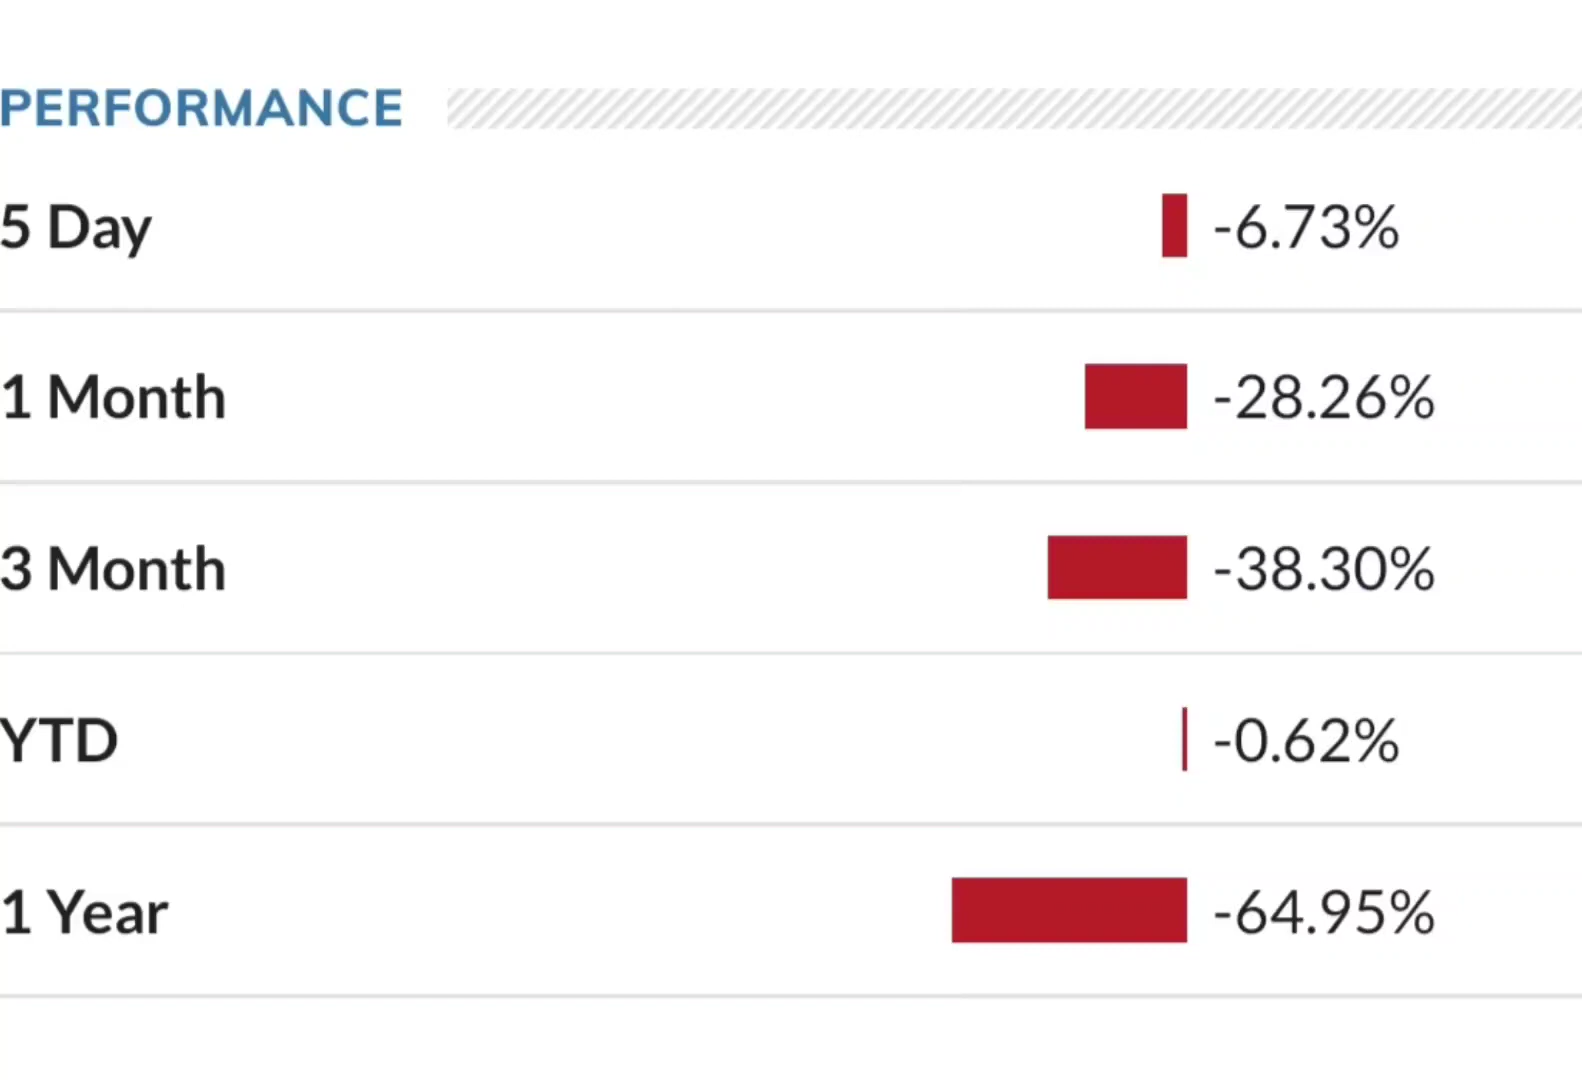 PERFORMANCE
5 Day -6.73%
1 Month -28.26%
3 Month -38.30%
YTD -0.62%
1 Year -64.95%